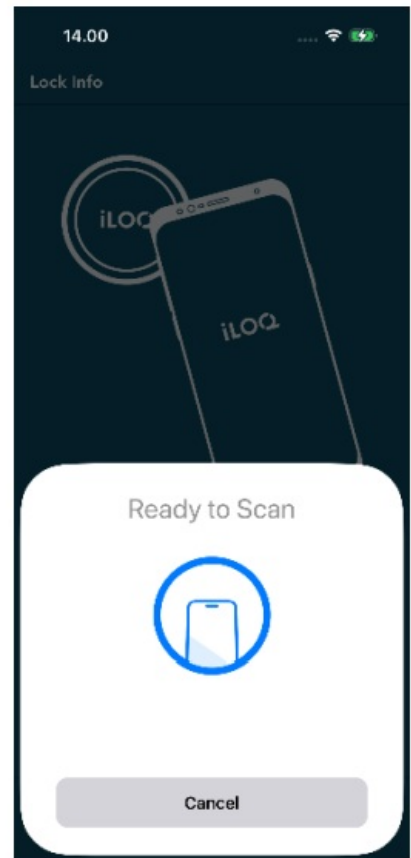 14.00
Lock Info
iLOQ
iLOQ
Ready to Scan
Cancel